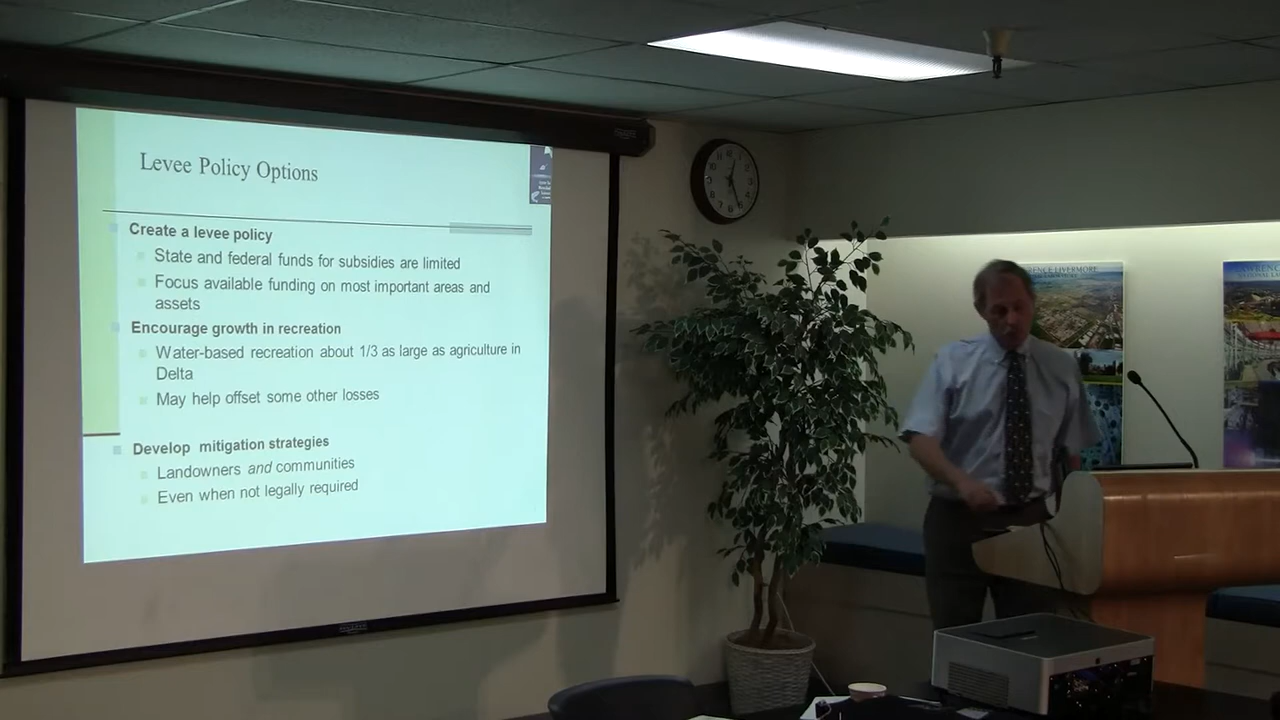 Levee Policy Options
Create a levee policy
State and federal funds for subsidies are limited
Focus available funding on most important areas and
assets
Encourage growth in recreation
Water-based recreation about 1/3 as large as agriculture in
Delta
May help offset some other losses
Develop mitigation strategies
Landowners and communities
Even when not legally required
LIVERMORE